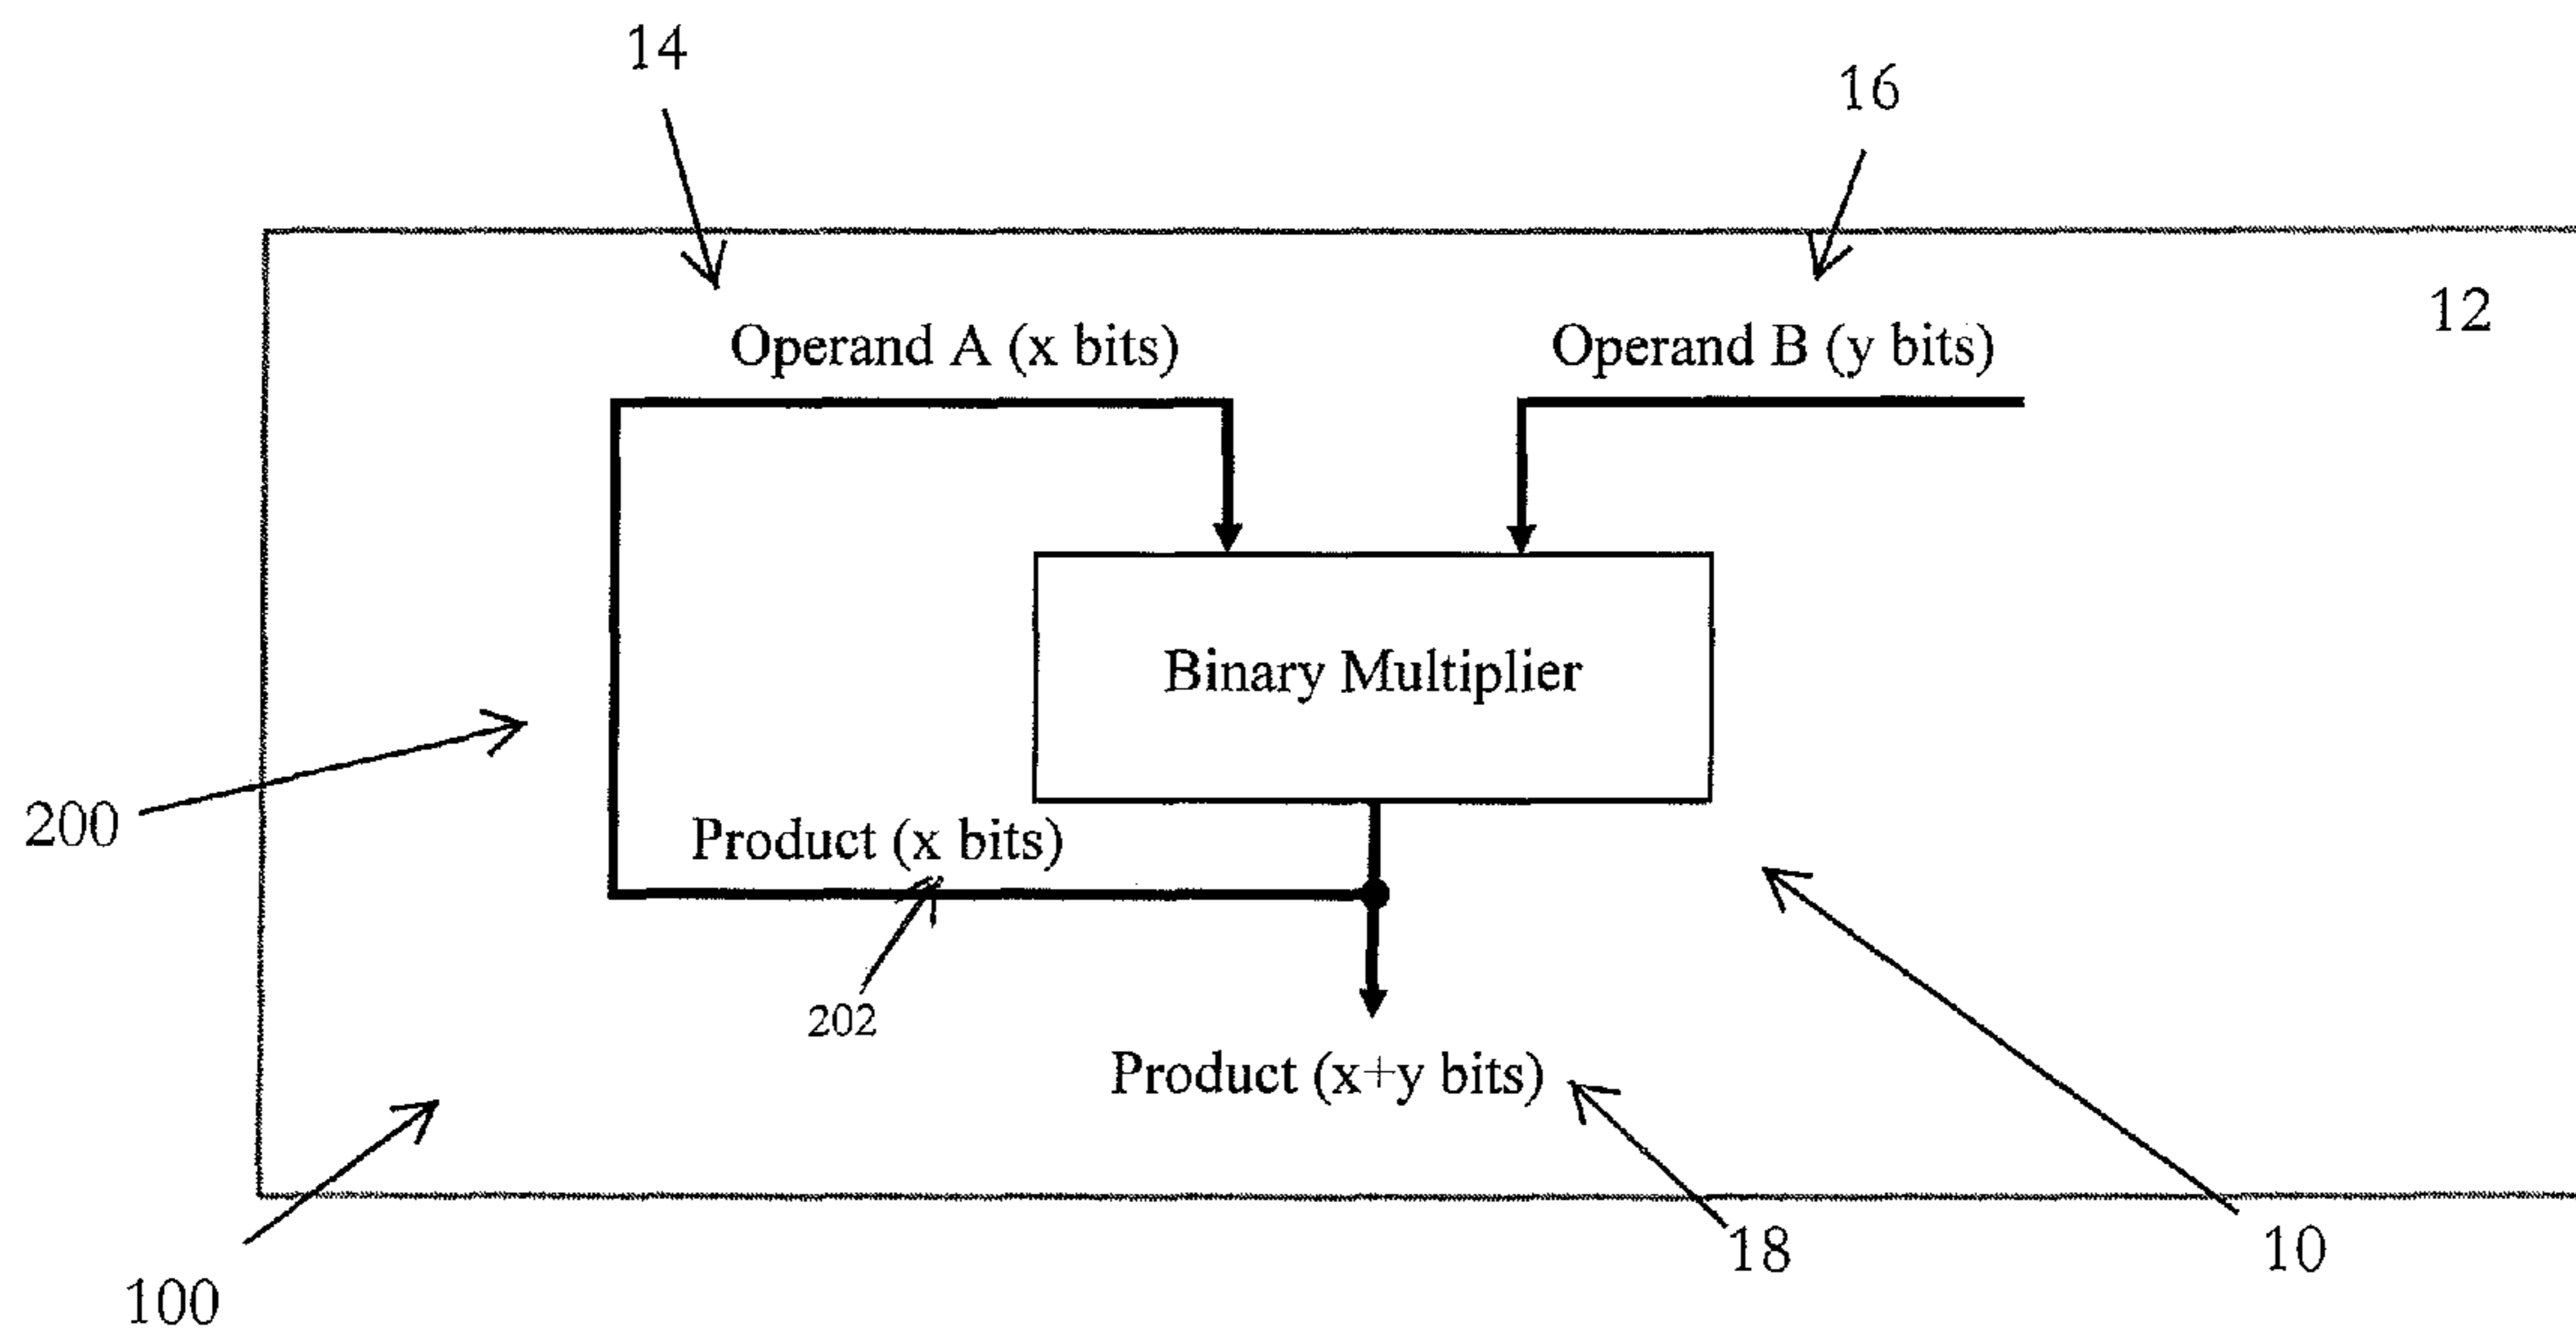 14
16
12
Operand A (x bits)
Operand B (y bits)
Binary Multiplier
200
Product (x bits)
202
Product (x+y bits)
18
10
100